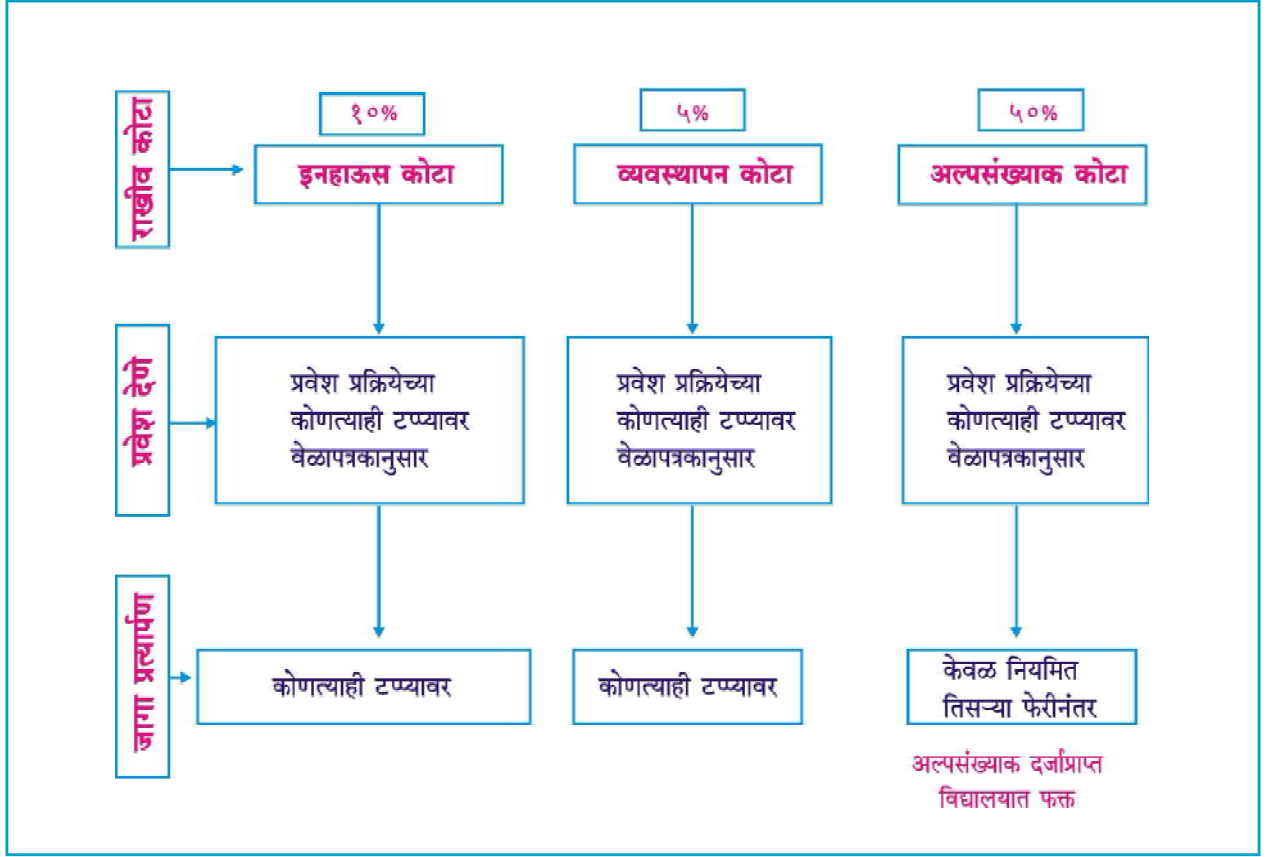 राखीव कोटा
१०%
५%
५०%
इनहाऊस कोटा
व्यवस्थापन कोटा
अल्पसंख्याक कोटा
प्रवेश देणे
प्रवेश प्रक्रियेच्या
कोणत्याही टप्प्यावर
वेळापत्रकानुसार
प्रवेश प्रक्रियेच्या
कोणत्याही टप्प्यावर
वेळापत्रकानुसार
प्रवेश प्रक्रियेच्या
कोणत्याही टप्प्यावर
वेळापत्रकानुसार
जागा प्रत्यार्पण
कोणत्याही टप्प्यावर
कोणत्याही टप्प्यावर
केवळ नियमित
तिसऱ्या फेरीनंतर
अल्पसंख्याक दर्जाप्राप्त
विद्यालयात फक्त